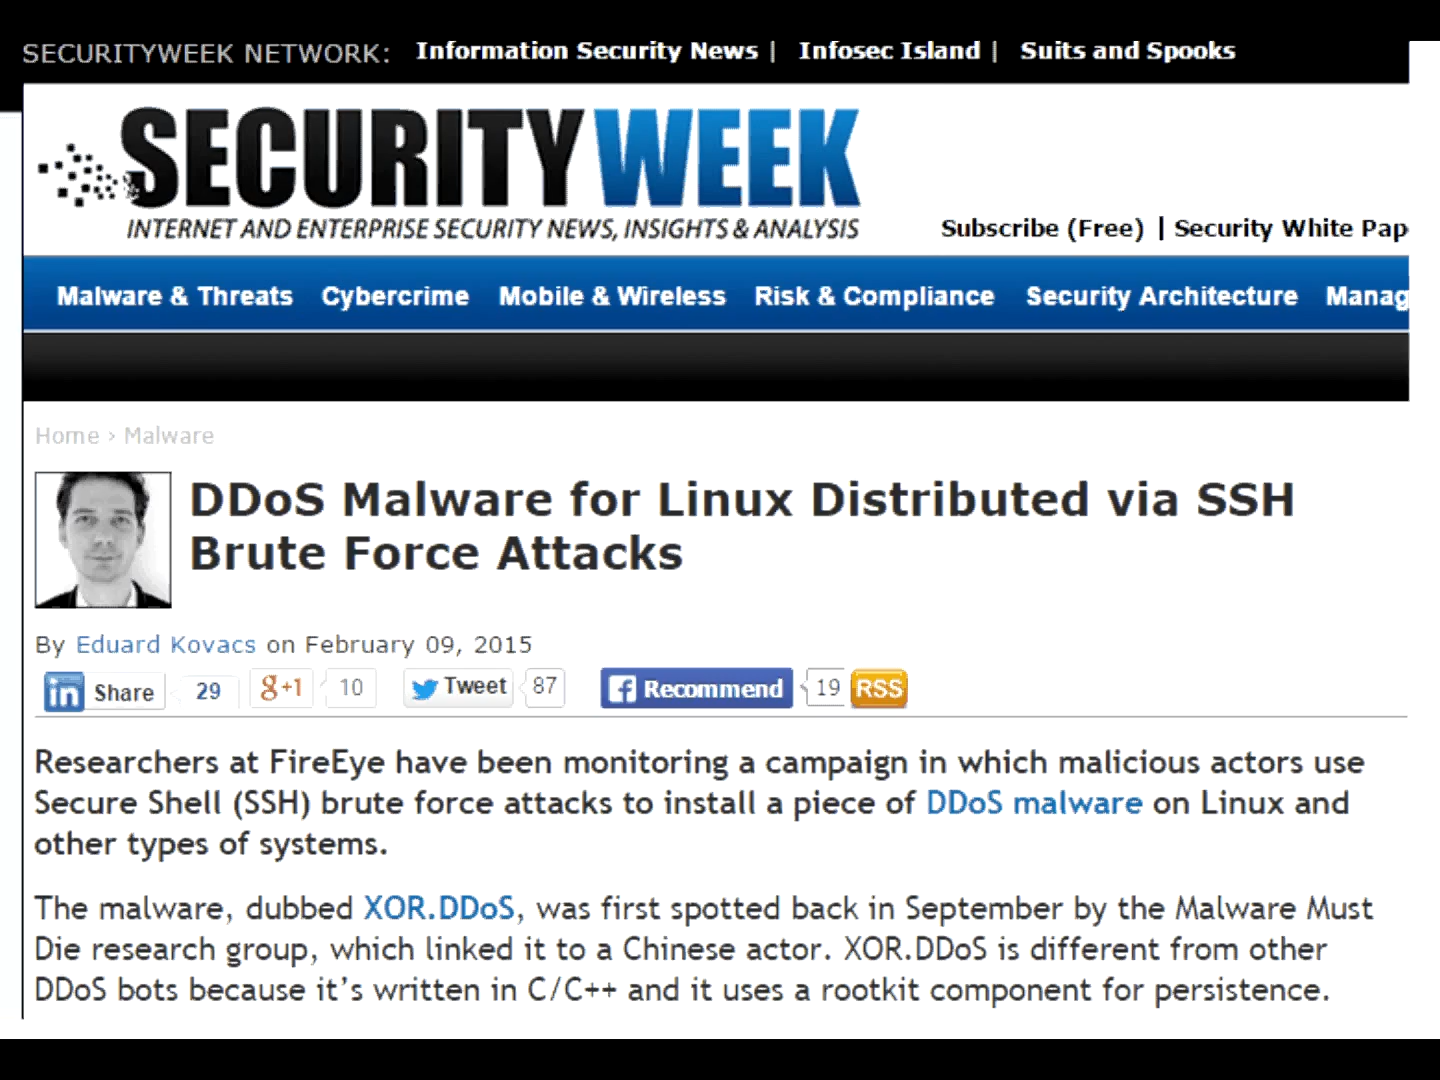 SECURITYWEEK NETWORK: Information Security News | Infosec Island | Suits and Spooks
SECURITYWEEK
INTERNET AND ENTERPRISE SECURITY NEWS, INSIGHTS & ANALYSIS
Subscribe (Free) | Security White Pap
Malware & Threats Cybercrime Mobile & Wireless Risk & Compliance Security Architecture Manag
Home › Malware
DDoS Malware for Linux Distributed via SSH
Brute Force Attacks
By Eduard Kovacs on February 09, 2015
in Share 29 g+1 10 Tweet 87 f Recommend 19 RSS
Researchers at FireEye have been monitoring a campaign in which malicious actors use
Secure Shell (SSH) brute force attacks to install a piece of DDoS malware on Linux and
other types of systems.
The malware, dubbed XOR.DDoS, was first spotted back in September by the Malware Must
Die research group, which linked it to a Chinese actor. XOR.DDoS is different from other
DDoS bots because it’s written in C/C++ and it uses a rootkit component for persistence.